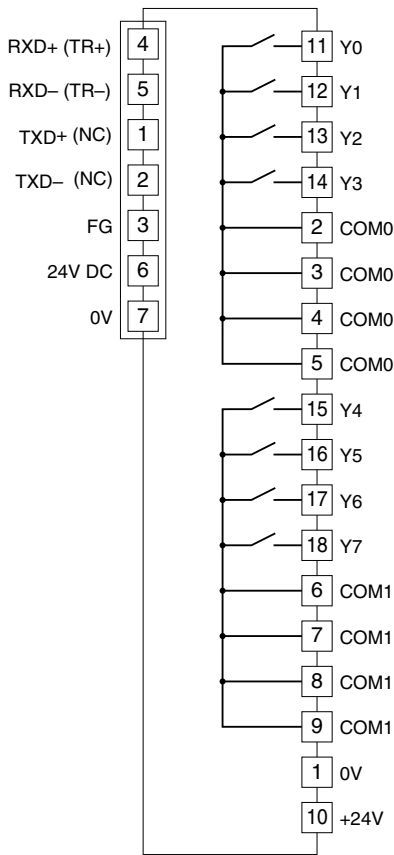 RXD+ (TR+) 4
RXD– (TR–) 5
TXD+ (NC) 1
TXD– (NC) 2
FG 3
24V DC 6
0V 7
11 Y0
12 Y1
13 Y2
14 Y3
2 COM0
3 COM0
4 COM0
5 COM0
15 Y4
16 Y5
17 Y6
18 Y7
6 COM1
7 COM1
8 COM1
9 COM1
1 0V
10 +24V